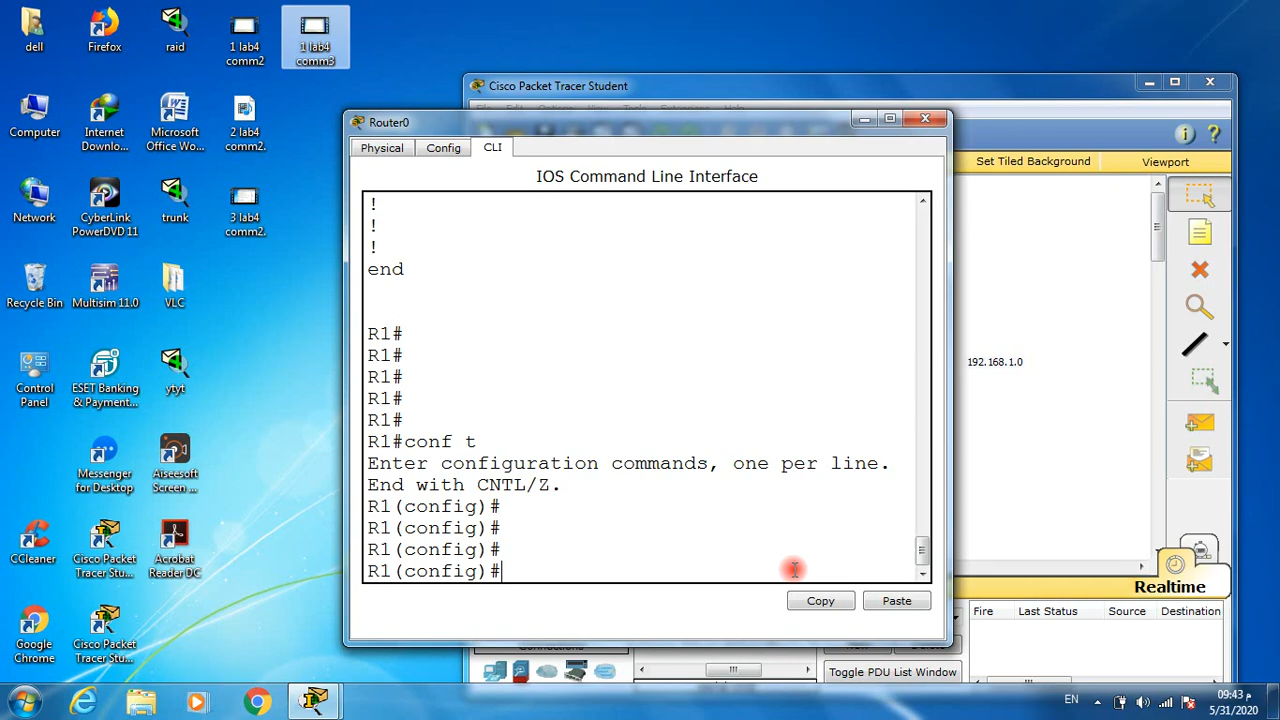 dell
Firefox
raid
1 lab4
comm2
1 lab4
comm3
Computer
Internet
Downlo...
Microsoft
Office Wo...
2 lab4
comm2.
Network
CyberLink
PowerDVD 11
trunk
3 lab4
comm2.
Recycle Bin
Multisim 11.0
VLC
Control
Panel
ESET Banking
& Payment...
ytyt
Messenger
for Desktop
Aiseesoft
Screen ...
CCleaner
Cisco Packet
Tracer Stu...
Acrobat
Reader DC
Google
Chrome
Cisco Packet
Tracer Stu...
Cisco Packet Tracer Student
Router0
Physical
Config
CLI
IOS Command Line Interface
!
!
!
end
R1#
R1#
R1#
R1#
R1#
R1#conf t
Enter configuration commands, one per line.
End with CNTL/Z.
R1(config)#
R1(config)#
R1(config)#
R1(config)#
Copy
Paste
Set Tiled Background
Viewport
192.168.1.0
Realtime
Fire
Last Status
Source
Destination
Toggle PDU List Window
EN
09:43 م
5/31/2020